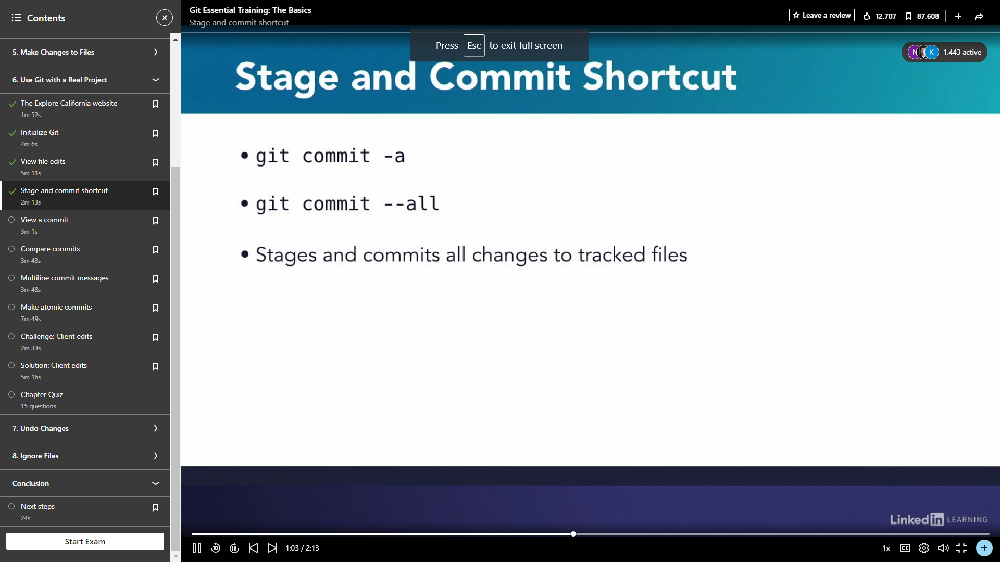 Contents
5. Make Changes to Files
6. Use Git with a Real Project
The Explore California website
1m 52s
Initialize Git
4m 6s
View file edits
5m 11s
Stage and commit shortcut
2m 13s
View a commit
3m 1s
Compare commits
3m 43s
Multiline commit messages
3m 48s
Make atomic commits
7m 49s
Challenge: Client edits
2m 33s
Solution: Client edits
5m 16s
Chapter Quiz
15 questions
7. Undo Changes
8. Ignore Files
Conclusion
Next steps
24s
Start Exam
Git Essential Training: The Basics
Stage and commit shortcut
Leave a review 12,707 87,608
Press Esc to exit full screen
N K 1,443 active
Stage and Commit Shortcut
• git commit -a
• git commit --all
• Stages and commits all changes to tracked files
Linked in LEARNING
10 10 1:03 / 2:13 1x CC